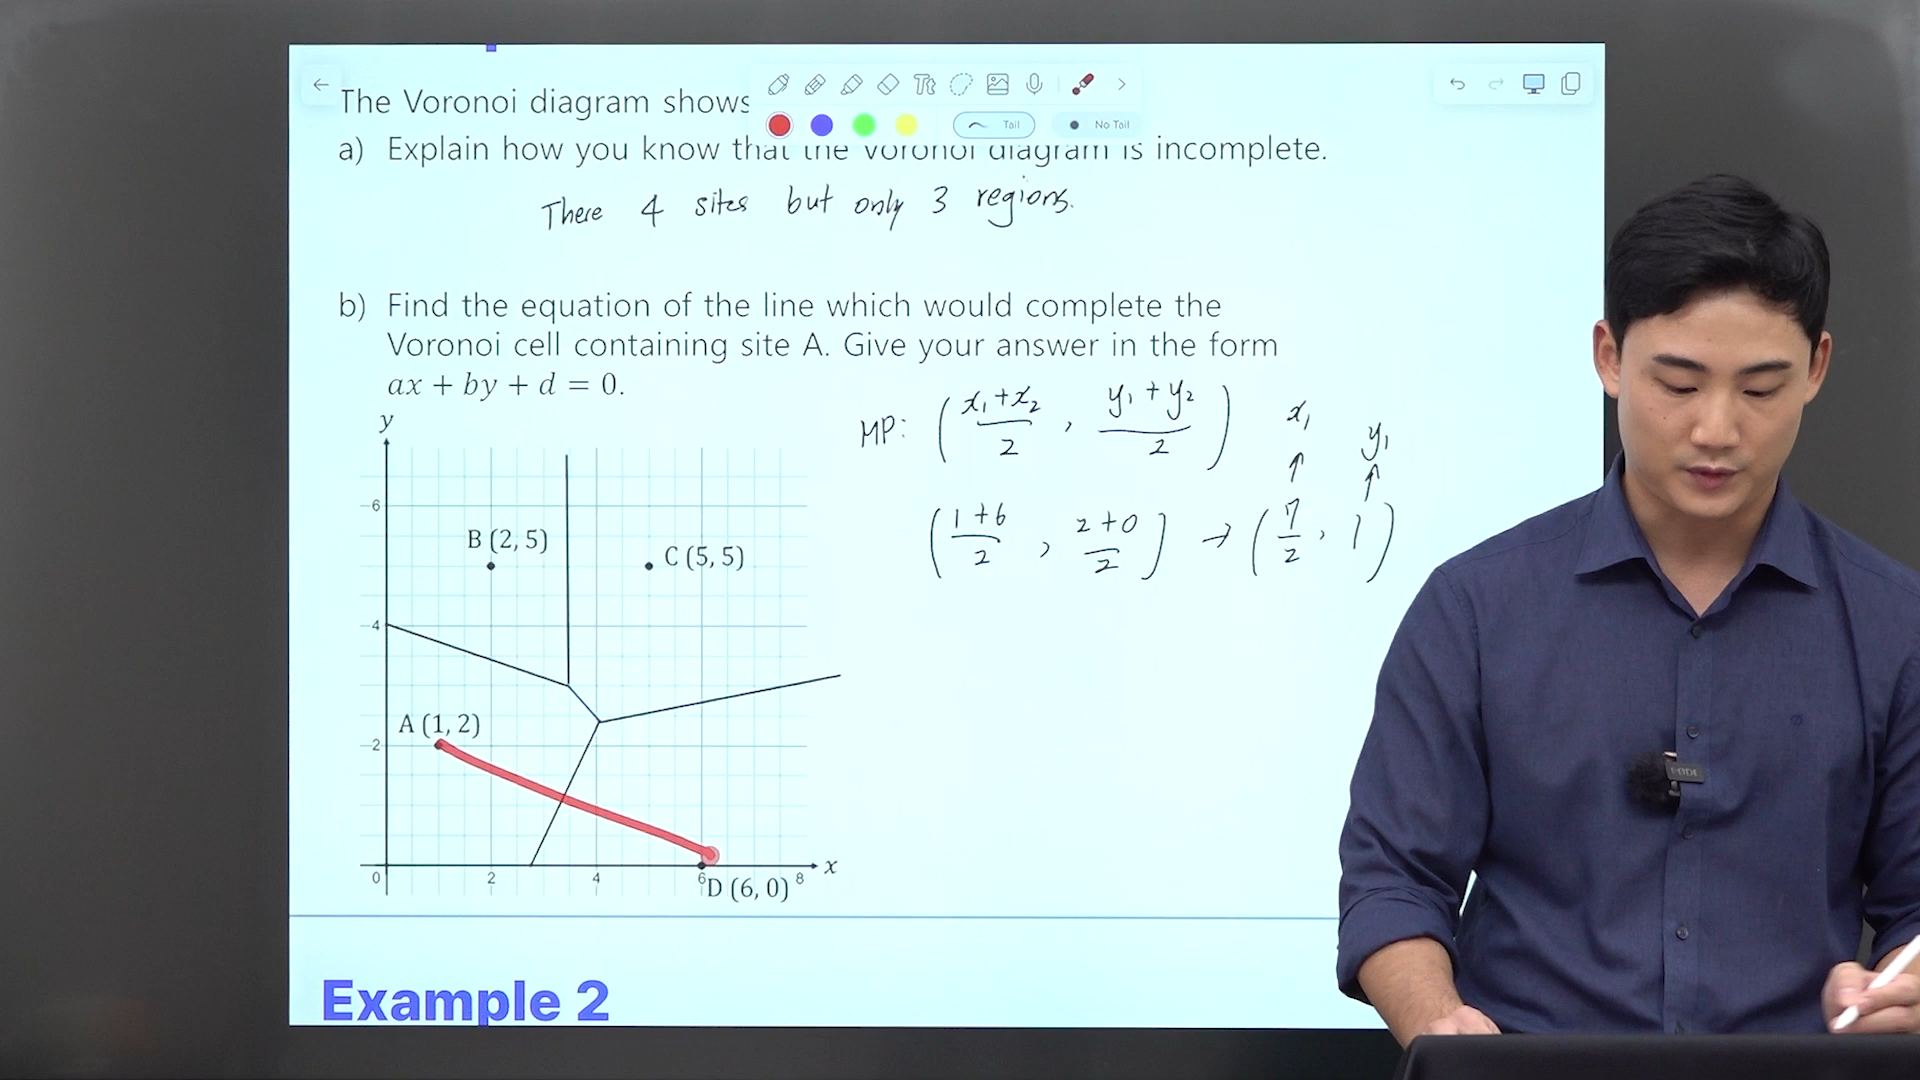 The Voronoi diagram shows
Tt
Tail
No Tail
a) Explain how you know that the Voronoi diagram is incomplete.
There 4 sites but only 3 regions.
b) Find the equation of the line which would complete the
Voronoi cell containing site A. Give your answer in the form
ax + by + d = 0.
MP: ( x₁+x₂ / 2 , y₁+y₂ / 2 )
x₁
y₁
( 1+6 / 2 , 2+0 / 2 ) → ( 7/2 , 1 )
y
6
B (2, 5)
C (5, 5)
4
A (1, 2)
2
0 2 4 6 8 x
D (6, 0)
RØDE
Example 2